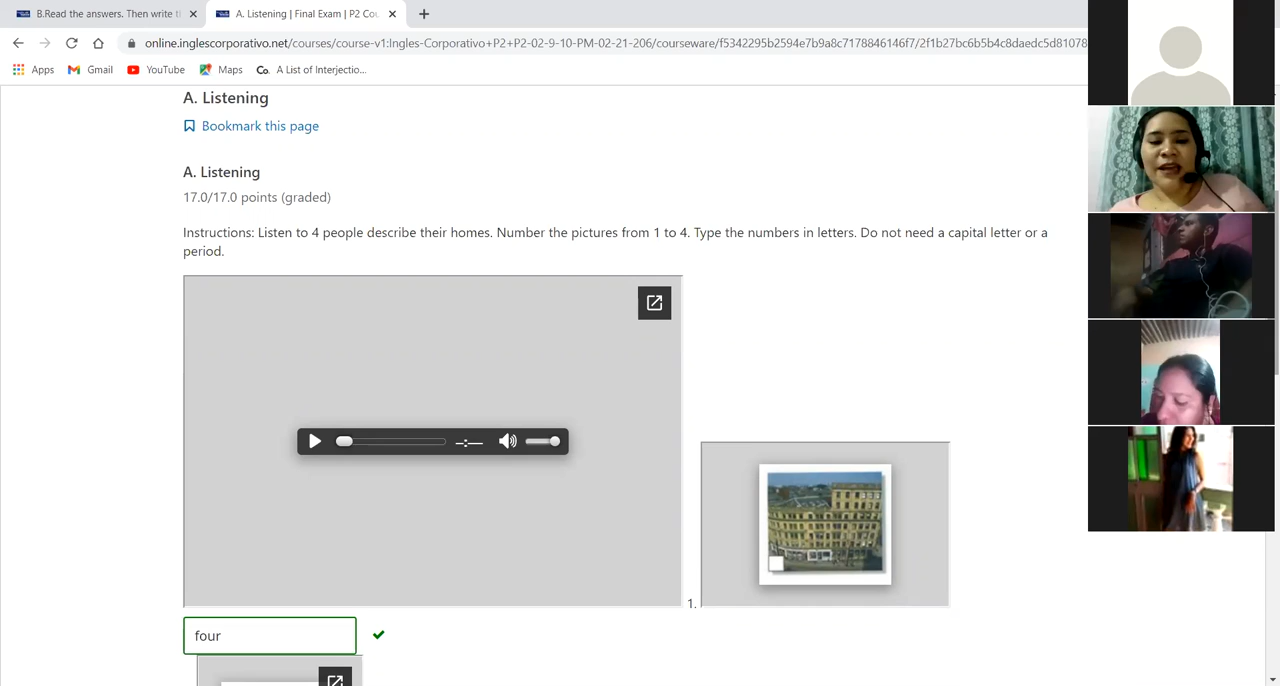 B.Read the answers. Then write t
A. Listening | Final Exam | P2 Cou
online.inglescorporativo.net/courses/course-v1:Ingles-Corporativo+P2+P2-02-9-10-PM-02-21-206/courseware/f5342295b2594e7b9a8c7178846146f7/2f1b27bc6b5b4c8daedc5d81078
Apps Gmail YouTube Maps Co. A List of Interjectio...
A. Listening
Bookmark this page
A. Listening
17.0/17.0 points (graded)
Instructions: Listen to 4 people describe their homes. Number the pictures from 1 to 4. Type the numbers in letters. Do not need a capital letter or a
period.
-:--
1.
four